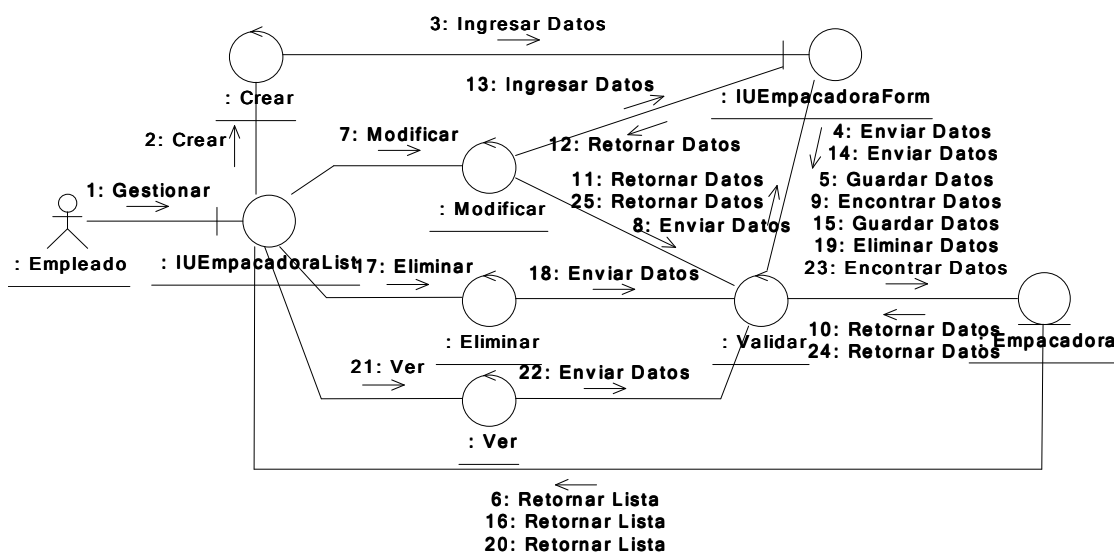 3: Ingresar Datos
: Crear
13: Ingresar Datos
: IUEmpacadoraForm
2: Crear
7: Modificar
12: Retornar Datos
4: Enviar Datos
14: Enviar Datos
1: Gestionar
: Modificar
11: Retornar Datos
25: Retornar Datos
8: Enviar Datos
5: Guardar Datos
9: Encontrar Datos
15: Guardar Datos
19: Eliminar Datos
23: Encontrar Datos
: Empleado
: IUEmpacadoraList
17: Eliminar
18: Enviar Datos
: Eliminar
: Validar
10: Retornar Datos
24: Retornar Datos
: Empacadora
21: Ver
22: Enviar Datos
: Ver
6: Retornar Lista
16: Retornar Lista
20: Retornar Lista